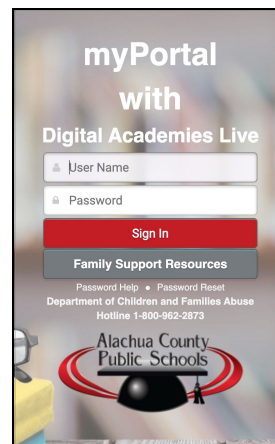 myPortal
with
Digital Academies Live
User Name
Password
Sign In
Family Support Resources
Password Help ● Password Reset
Department of Children and Families Abuse
Hotline 1-800-962-2873
Alachua County
Public Schools